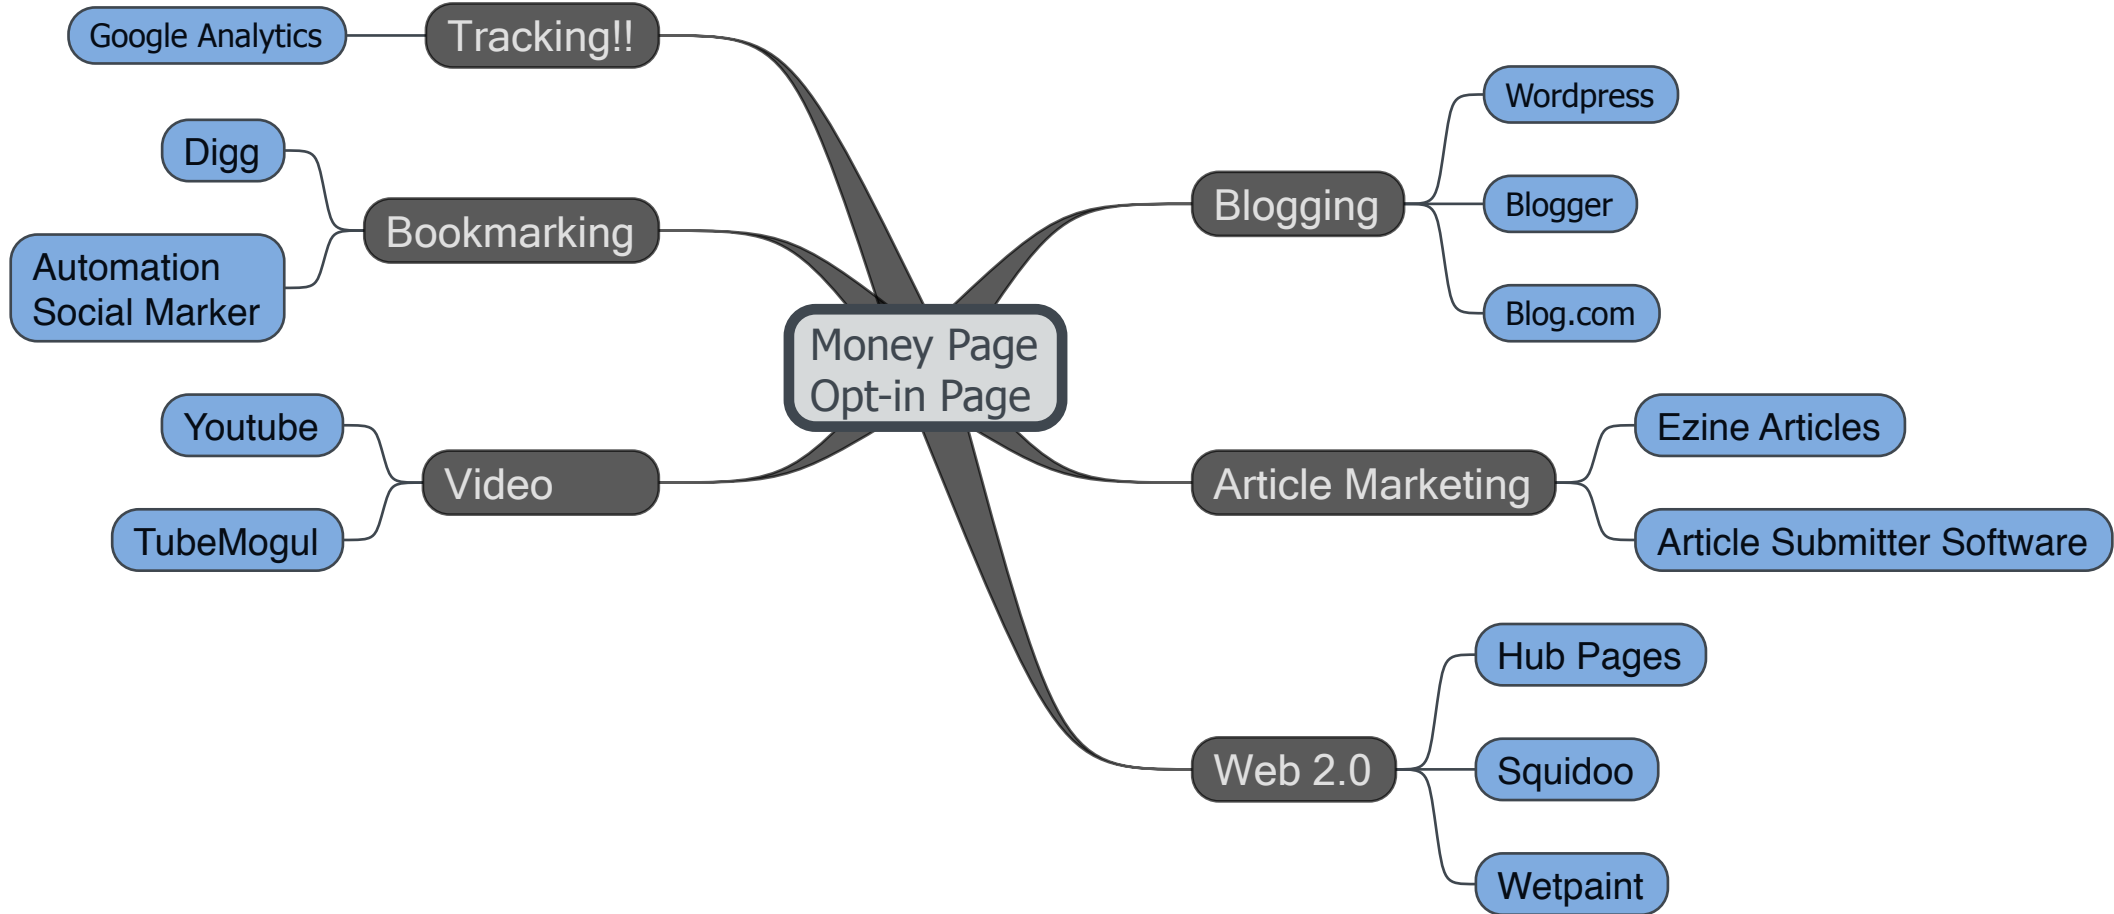 Google Analytics
Tracking!!
Digg
Bookmarking
Automation
Social Marker
Youtube
Video
TubeMogul
Money Page
Opt-in Page
Wordpress
Blogging
Blogger
Blog.com
Ezine Articles
Article Marketing
Article Submitter Software
Hub Pages
Web 2.0
Squidoo
Wetpaint